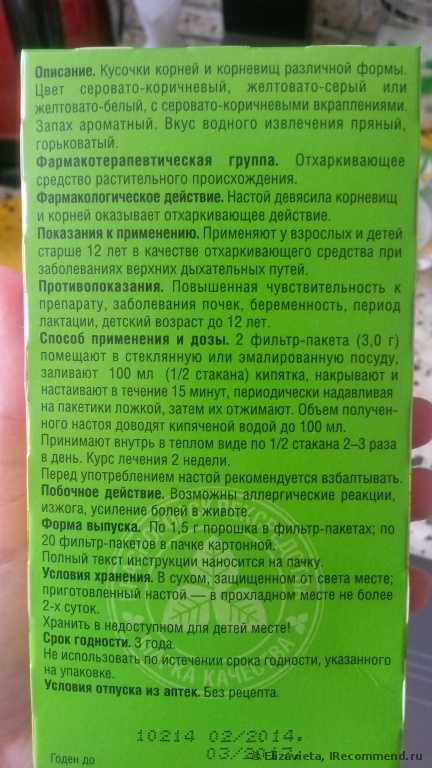 Описание. Кусочки корней и корневищ различной формы.
Цвет серовато-коричневый, желтовато-серый или
желтовато-белый, с серовато-коричневыми вкраплениями.
Запах ароматный. Вкус водного извлечения пряный,
горьковатый.
Фармакотерапевтическая группа. Отхаркивающее
средство растительного происхождения.
Фармакологическое действие. Настой девясила корневищ
и корней оказывает отхаркивающее действие.
Показания к применению. Применяют у взрослых и детей
старше 12 лет в качестве отхаркивающего средства при
заболеваниях верхних дыхательных путей.
Противопоказания. Повышенная чувствительность к
препарату, заболевания почек, беременность, период
лактации, детский возраст до 12 лет.
Способ применения и дозы. 2 фильтр-пакета (3,0 г)
помещают в стеклянную или эмалированную посуду,
заливают 100 мл (1/2 стакана) кипятка, накрывают и
настаивают в течение 15 минут, периодически надавливая
на пакетики ложкой, затем их отжимают. Объем получен-
ного настоя доводят кипяченой водой до 100 мл.
Принимают внутрь в теплом виде по 1/2 стакана 2–3 раза
в день. Курс лечения 2 недели.
Перед употреблением настой рекомендуется взбалтывать.
Побочное действие. Возможны аллергические реакции,
изжога, усиление болей в животе.
Форма выпуска. По 1,5 г порошка в фильтр-пакетах; по
20 фильтр-пакетов в пачке картонной.
Полный текст инструкции наносится на пачку.
Условия хранения. В сухом, защищенном от света месте;
приготовленный настой — в прохладном месте не более
2-х суток.
Хранить в недоступном для детей месте!
Срок годности. 3 года.
Не использовать по истечении срока годности, указанного
на упаковке.
Условия отпуска из аптек. Без рецепта.
КАЧЕСТВА
10214 02/2014.
Годен до 03/2017.
© Elizavieta, IRecommend.ru